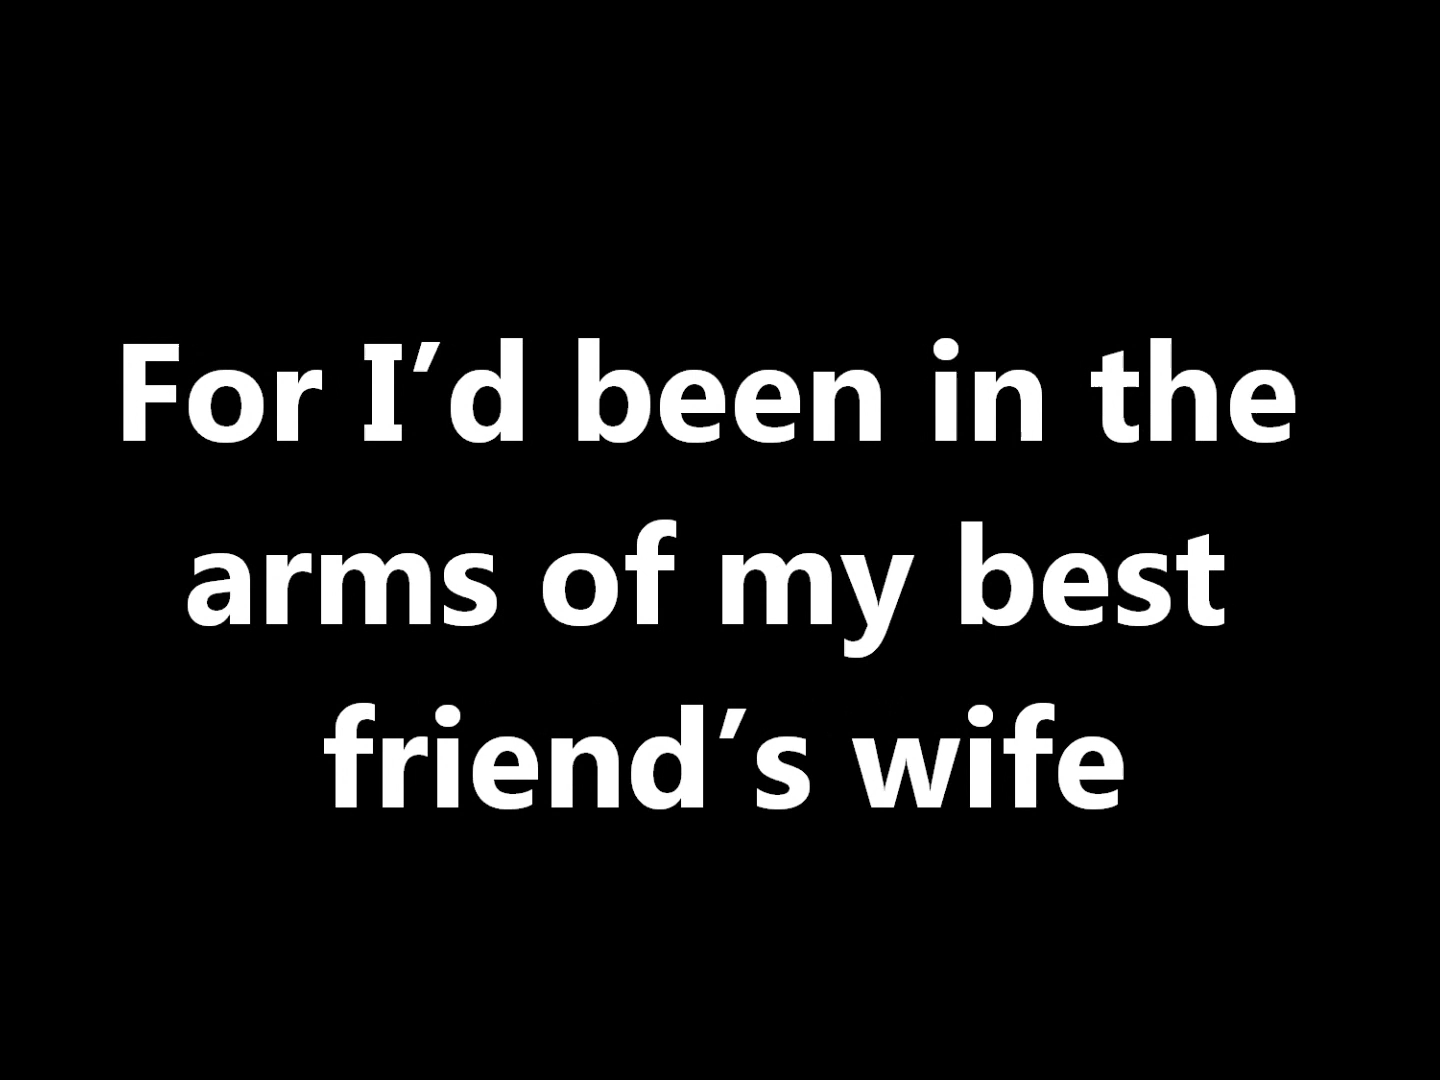 For I’d been in the
arms of my best
friend’s wife